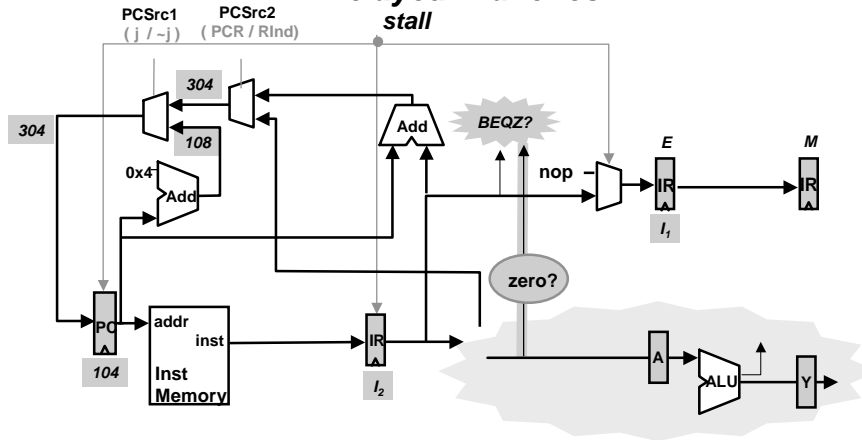 stall
PCSrc1
( j / ~j )
PCSrc2
( PCR / RInd )
304
304
108
0x4
Add
Add
BEQZ?
nop
E
IR
I1
M
IR
zero?
PC
104
addr
inst
Inst
Memory
IR
I2
A
ALU
Y